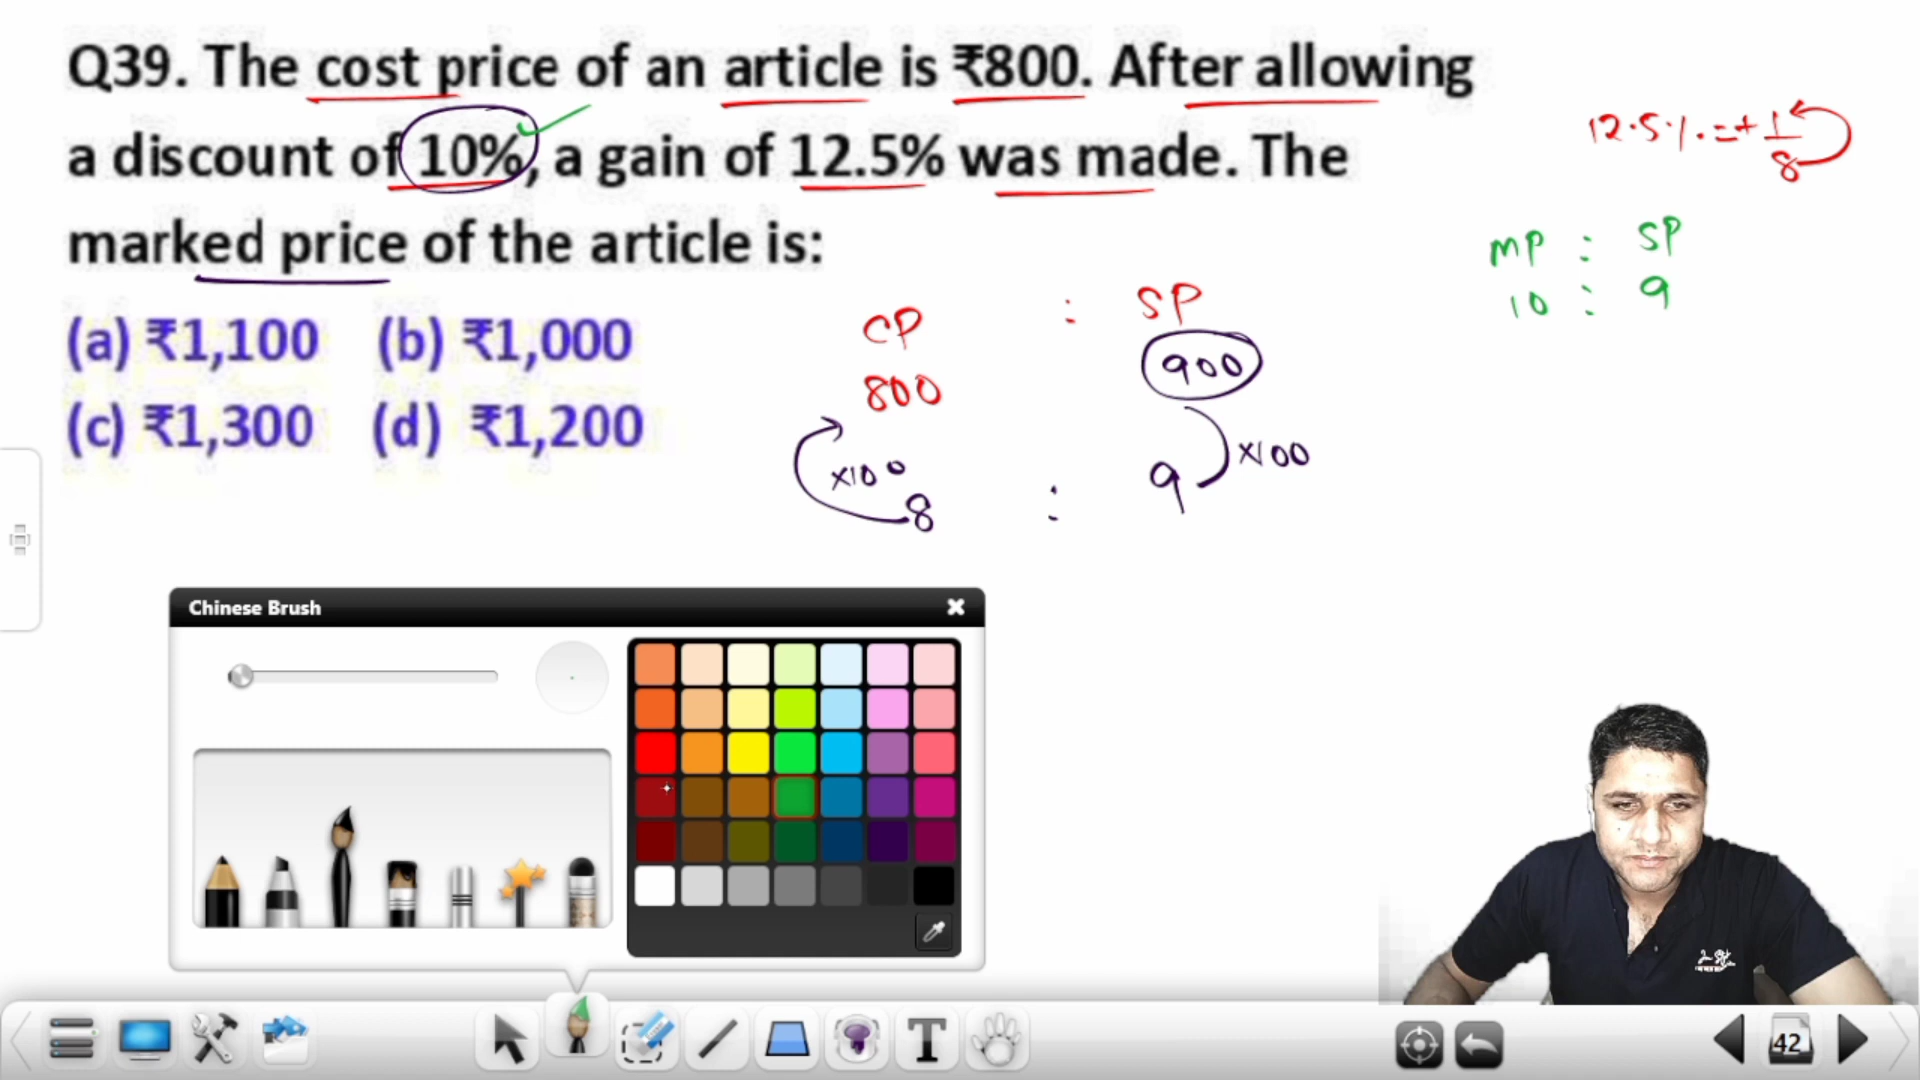 Q39. The cost price of an article is ₹800. After allowing
a discount of 10%, a gain of 12.5% was made. The
marked price of the article is:
(a) ₹1,100 (b) ₹1,000
(c) ₹1,300 (d) ₹1,200
12.5% = + 1/8
MP : SP
10 : 9
CP : SP
800 900
×100 ×100
8 : 9
Chinese Brush
T
42